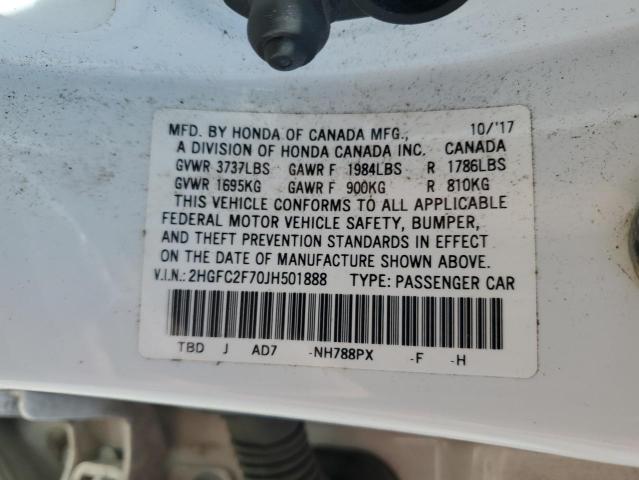 MFD. BY HONDA OF CANADA MFG., 10/'17
A DIVISION OF HONDA CANADA INC. CANADA
GVWR 3737LBS GAWR F 1984LBS R 1786LBS
GVWR 1695KG GAWR F 900KG R 810KG
THIS VEHICLE CONFORMS TO ALL APPLICABLE
FEDERAL MOTOR VEHICLE SAFETY, BUMPER,
AND THEFT PREVENTION STANDARDS IN EFFECT
ON THE DATE OF MANUFACTURE SHOWN ABOVE.
V.I.N.: 2HGFC2F70JH501888 TYPE: PASSENGER CAR
TBD J AD7 -NH788PX -F -H